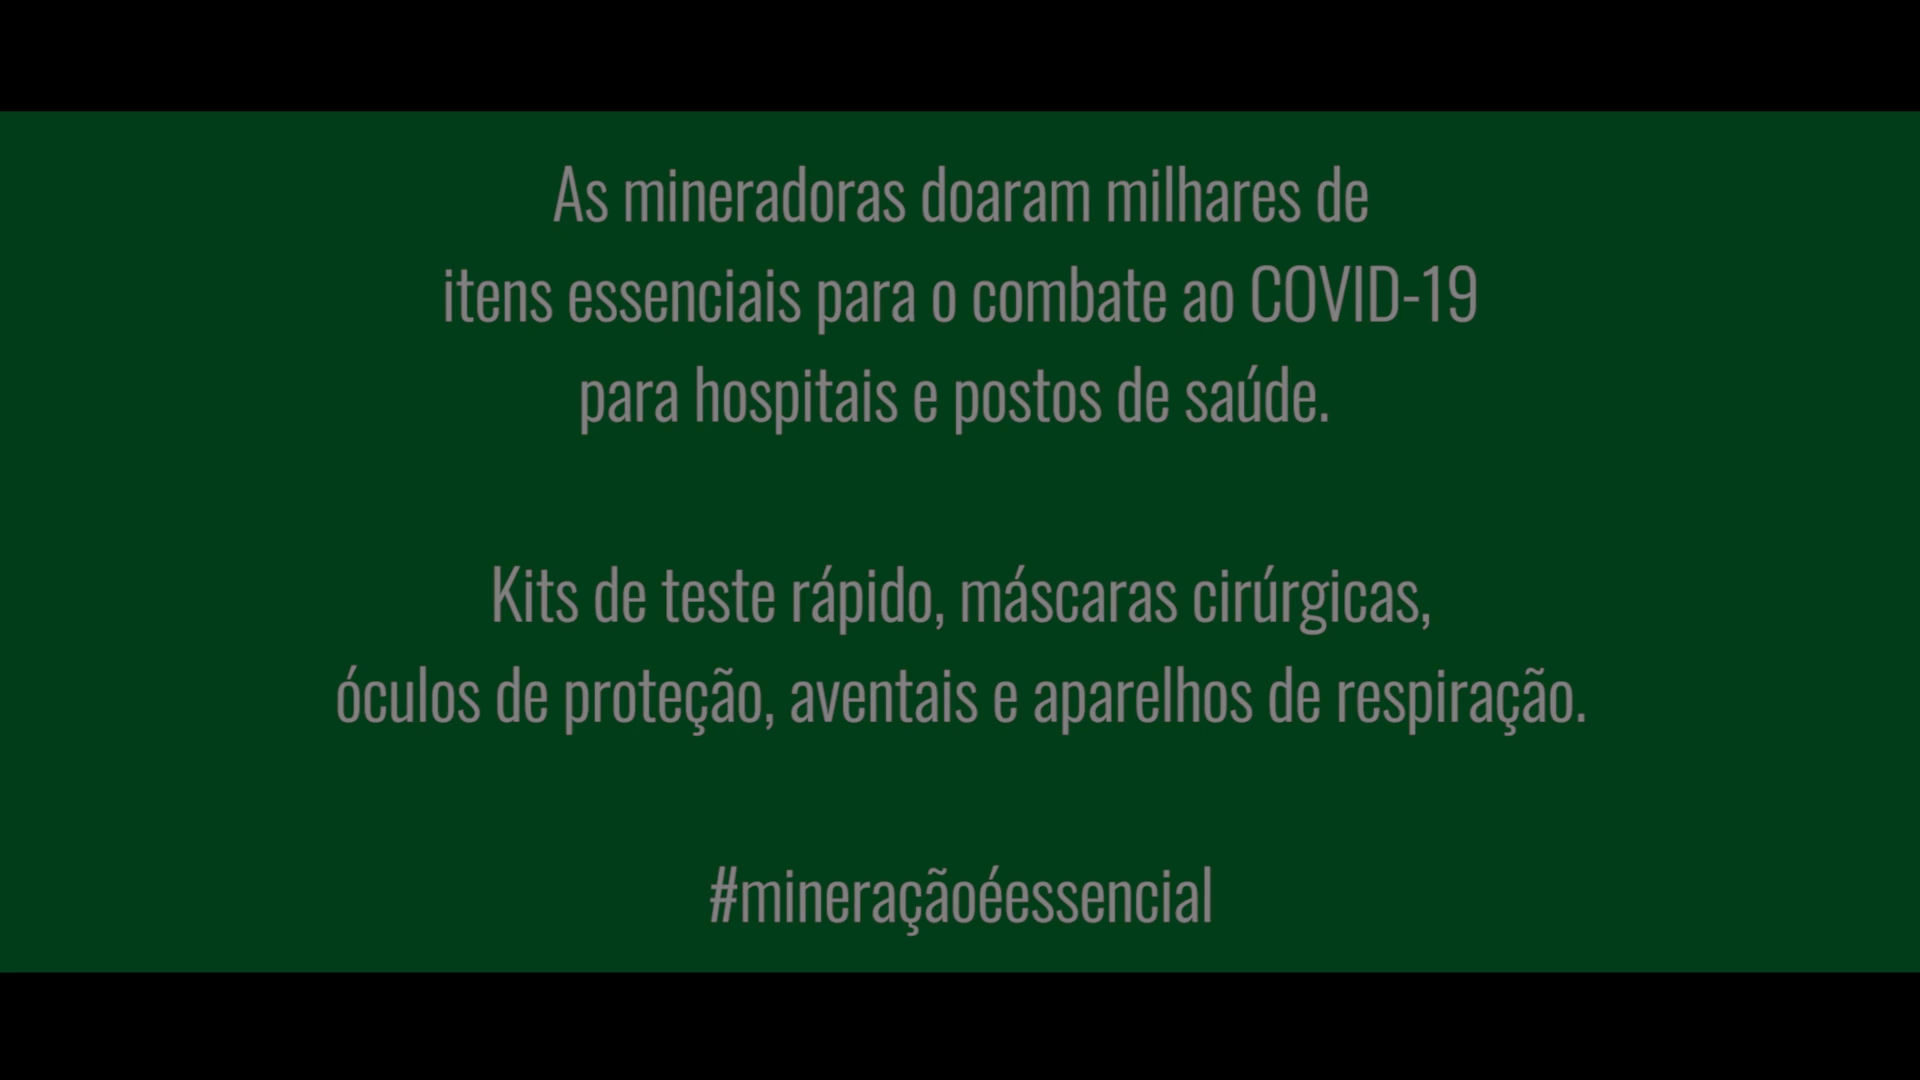 As mineradoras doaram milhares de
itens essenciais para o combate ao COVID-19
para hospitais e postos de saúde.
Kits de teste rápido, máscaras cirúrgicas,
óculos de proteção, aventais e aparelhos de respiração.
#mineraçãoéessencial